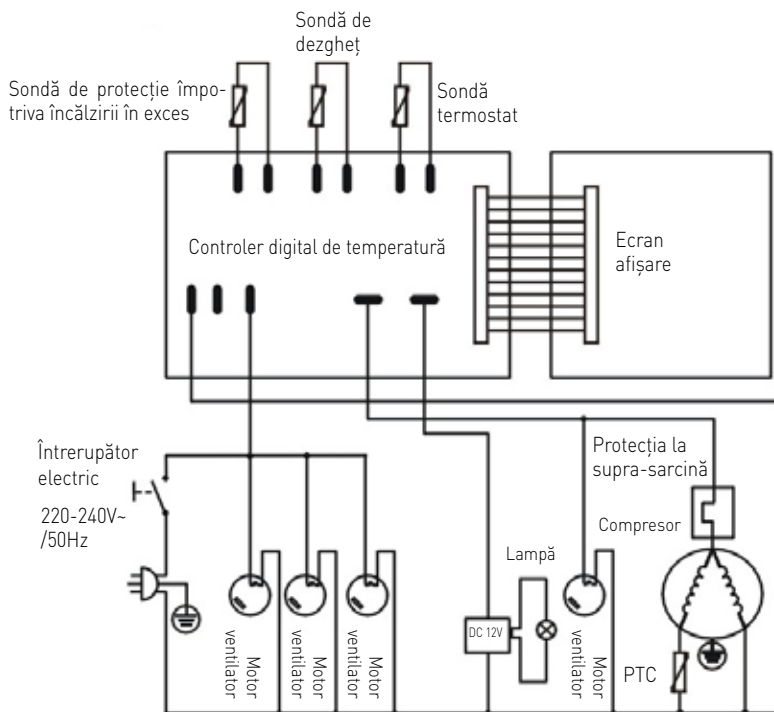 Sondă de
dezgheț
Sondă de protecție împo-
triva încălzirii în exces
Sondă
termostat
Controler digital de temperatură
Ecran
afișare
Întrerupător
electric
220-240V~
/50Hz
Protecția la
supra-sarcină
Compresor
Lampă
DC 12V
PTC
Motor
ventilator
Motor
ventilator
Motor
ventilator
Motor
ventilator